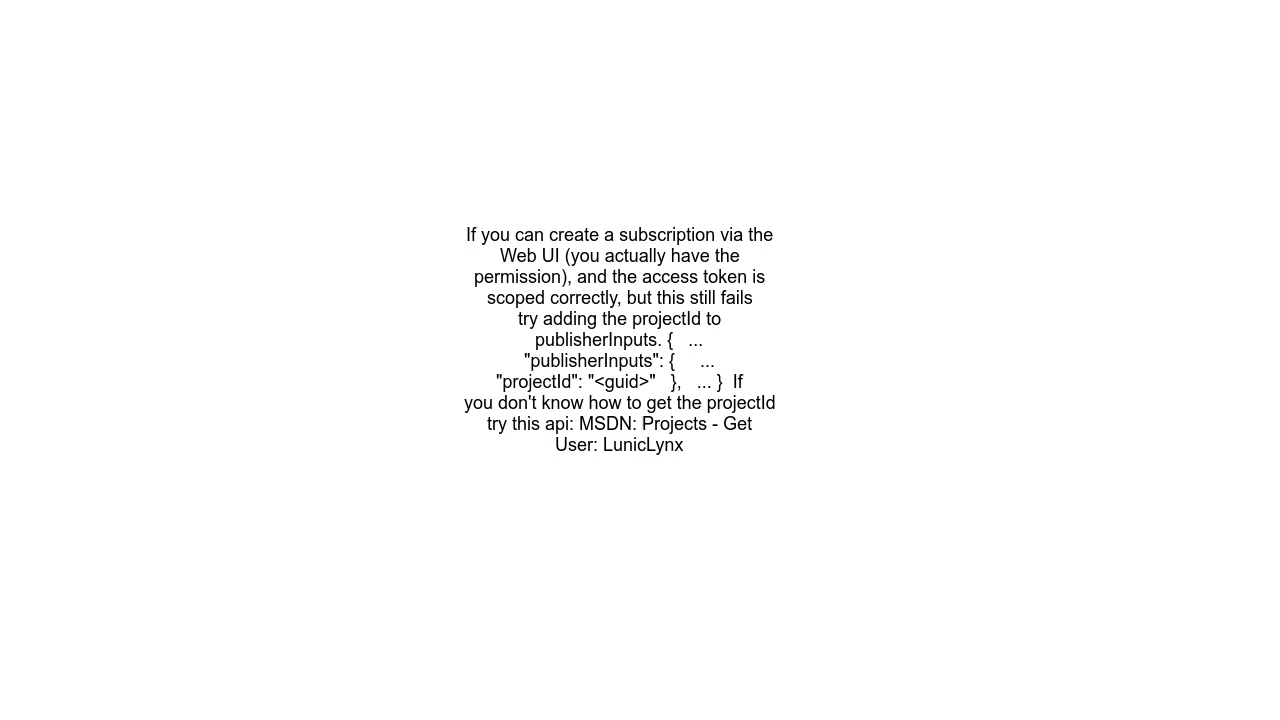 If you can create a subscription via the
Web UI (you actually have the
permission), and the access token is
scoped correctly, but this still fails
try adding the projectId to
publisherInputs. {   ...
"publisherInputs": {     ...
"projectId": "<guid>"   },   ... }  If
you don't know how to get the projectId
try this api: MSDN: Projects - Get
User: LunicLynx